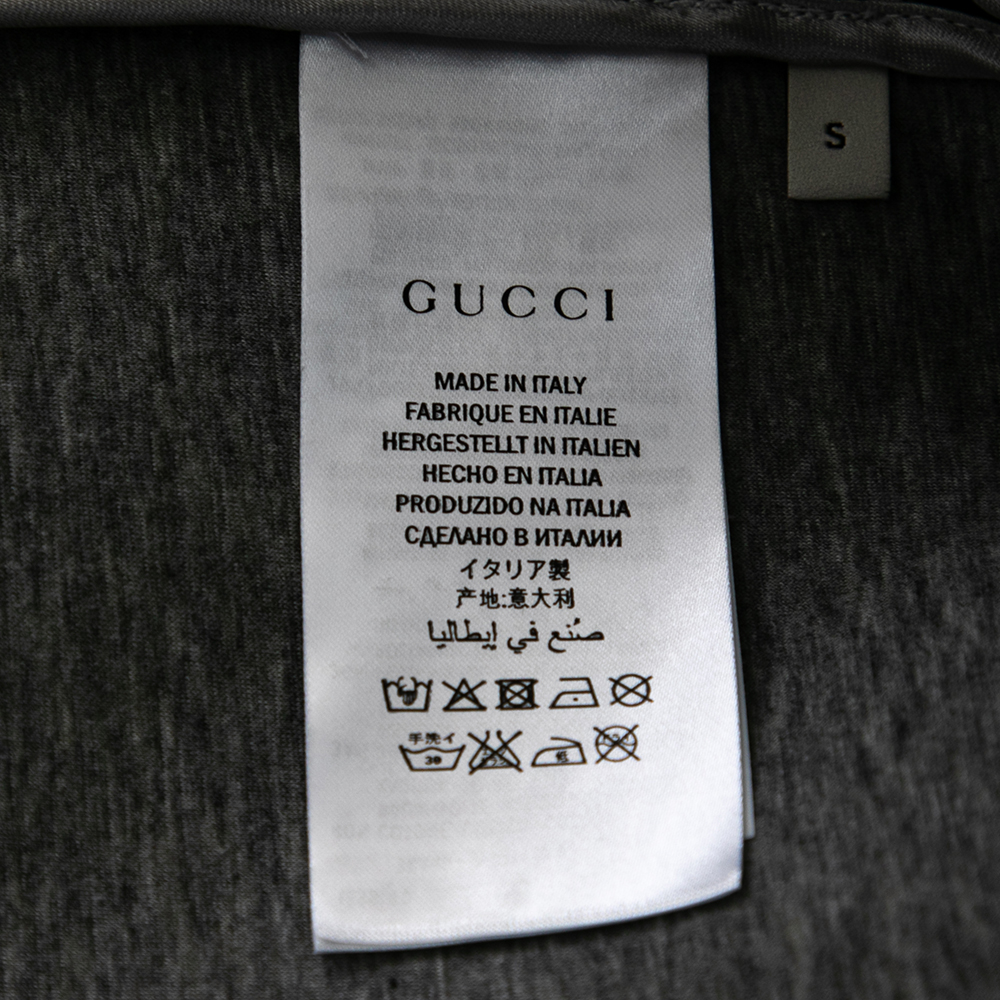 S
GUCCI
MADE IN ITALY
FABRIQUE EN ITALIE
HERGESTELLT IN ITALIEN
HECHO EN ITALIA
PRODUZIDO NA ITALIA
СДЕЛАНО В ИТАЛИИ
イタリア製
产地:意大利
صُنع في إيطاليا
手洗イ
30